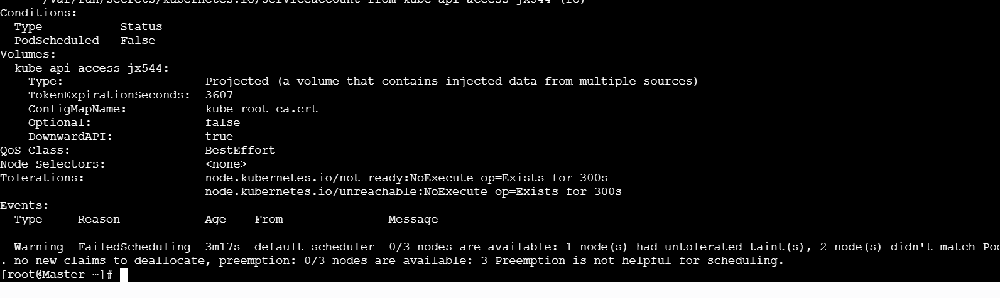 /var/run/secrets/kubernetes.io/serviceaccount from kube-api-access-jx544 (ro)
Conditions:
  Type           Status
  PodScheduled   False
Volumes:
  kube-api-access-jx544:
    Type:                    Projected (a volume that contains injected data from multiple sources)
    TokenExpirationSeconds:  3607
    ConfigMapName:           kube-root-ca.crt
    Optional:                false
    DownwardAPI:             true
QoS Class:                   BestEffort
Node-Selectors:              <none>
Tolerations:                 node.kubernetes.io/not-ready:NoExecute op=Exists for 300s
                             node.kubernetes.io/unreachable:NoExecute op=Exists for 300s
Events:
  Type     Reason            Age    From               Message
  ----     ------            ----   ----               -------
  Warning  FailedScheduling  3m17s  default-scheduler  0/3 nodes are available: 1 node(s) had untolerated taint(s), 2 node(s) didn't match Pod
. no new claims to deallocate, preemption: 0/3 nodes are available: 3 Preemption is not helpful for scheduling.
[root@Master ~]#